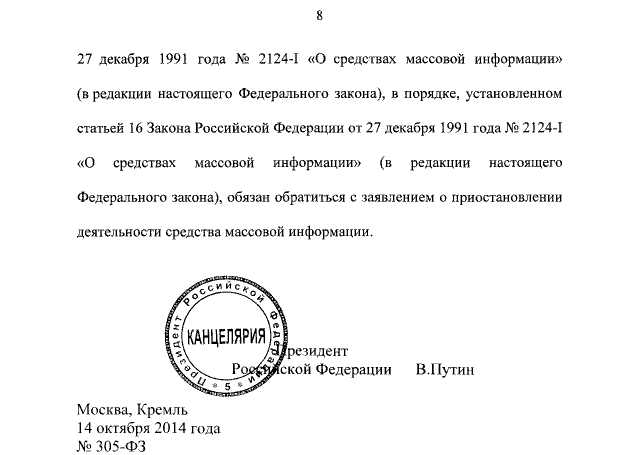 8
27 декабря 1991 года № 2124-I «О средствах массовой информации»
(в редакции настоящего Федерального закона), в порядке, установленном
статьей 16 Закона Российской Федерации от 27 декабря 1991 года № 2124-I
«О средствах массовой информации» (в редакции настоящего
Федерального закона), обязан обратиться с заявлением о приостановлении
деятельности средства массовой информации.
Президент Российской Федерации
КАНЦЕЛЯРИЯ
* 5 *
Президент
Российской Федерации В.Путин
Москва, Кремль
14 октября 2014 года
№ 305-ФЗ